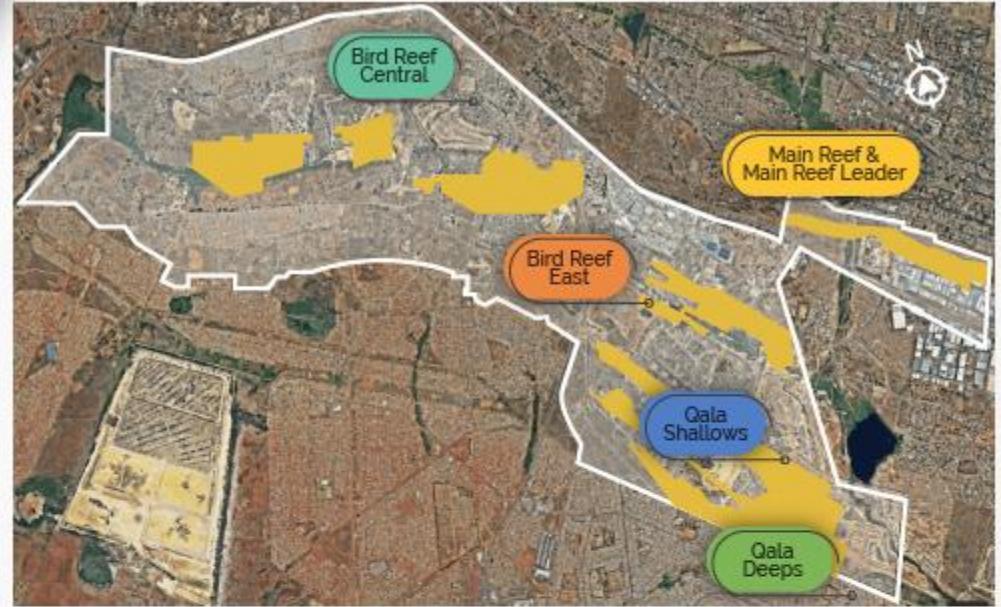 Bird Reef
Central
N
Main Reef &
Main Reef Leader
Bird Reef
East
Qala
Shallows
Qala
Deeps